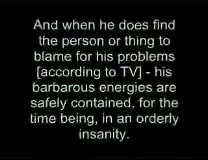 And when he does find
the person or thing to
blame for his problems
[according to TV] - his
barbarous energies are
safely contained, for the
time being, in an orderly
insanity.